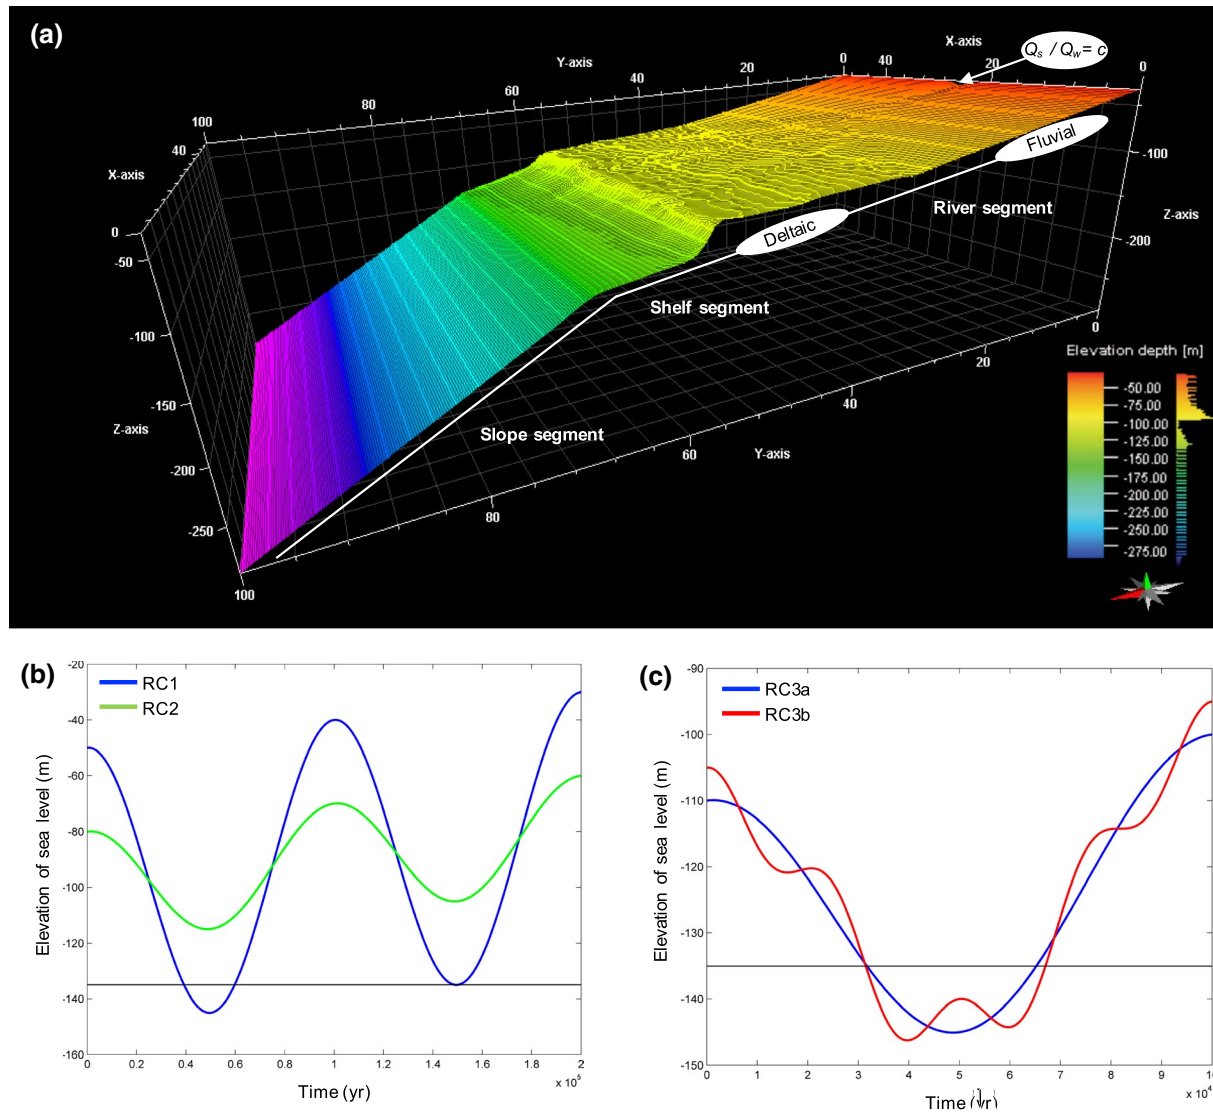 (a)
Qs / Qw = c
X-axis
0
40
20
0
Y-axis
100
80
60
40
20
40
X-axis
0
-50
-100
-150
Z-axis
-200
-250
100
80
60
Y-axis
40
20
0
-100
Z-axis
-200
Fluvial
River segment
Deltaic
Shelf segment
Slope segment
Elevation depth [m]
-50.00
-75.00
-100.00
-125.00
-150.00
-175.00
-200.00
-225.00
-250.00
-275.00
(b)
RC1
RC2
Elevation of sea level (m)
-20
-40
-60
-80
-100
-120
-140
-160
0 0.2 0.4 0.6 0.8 1 1.2 1.4 1.6 1.8 2
x 10⁵
Time (yr)
(c)
RC3a
RC3b
Elevation of sea level (m)
-90
-100
-110
-120
-130
-140
-150
0 1 2 3 4 5 6 7 8 9 10
x 10⁴
Time